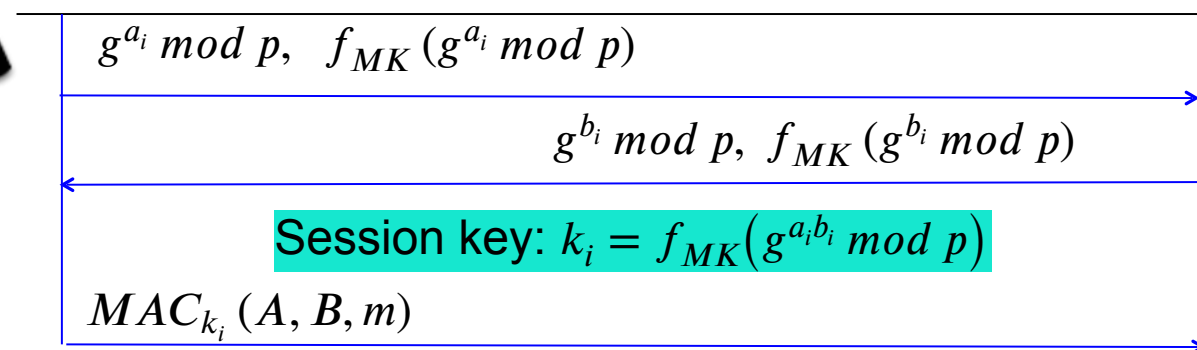 g^{a_i} mod p, f_{MK} (g^{a_i} mod p)
g^{b_i} mod p, f_{MK} (g^{b_i} mod p)
Session key: k_i = f_{MK}(g^{a_i b_i} mod p)
MAC_{k_i} (A, B, m)